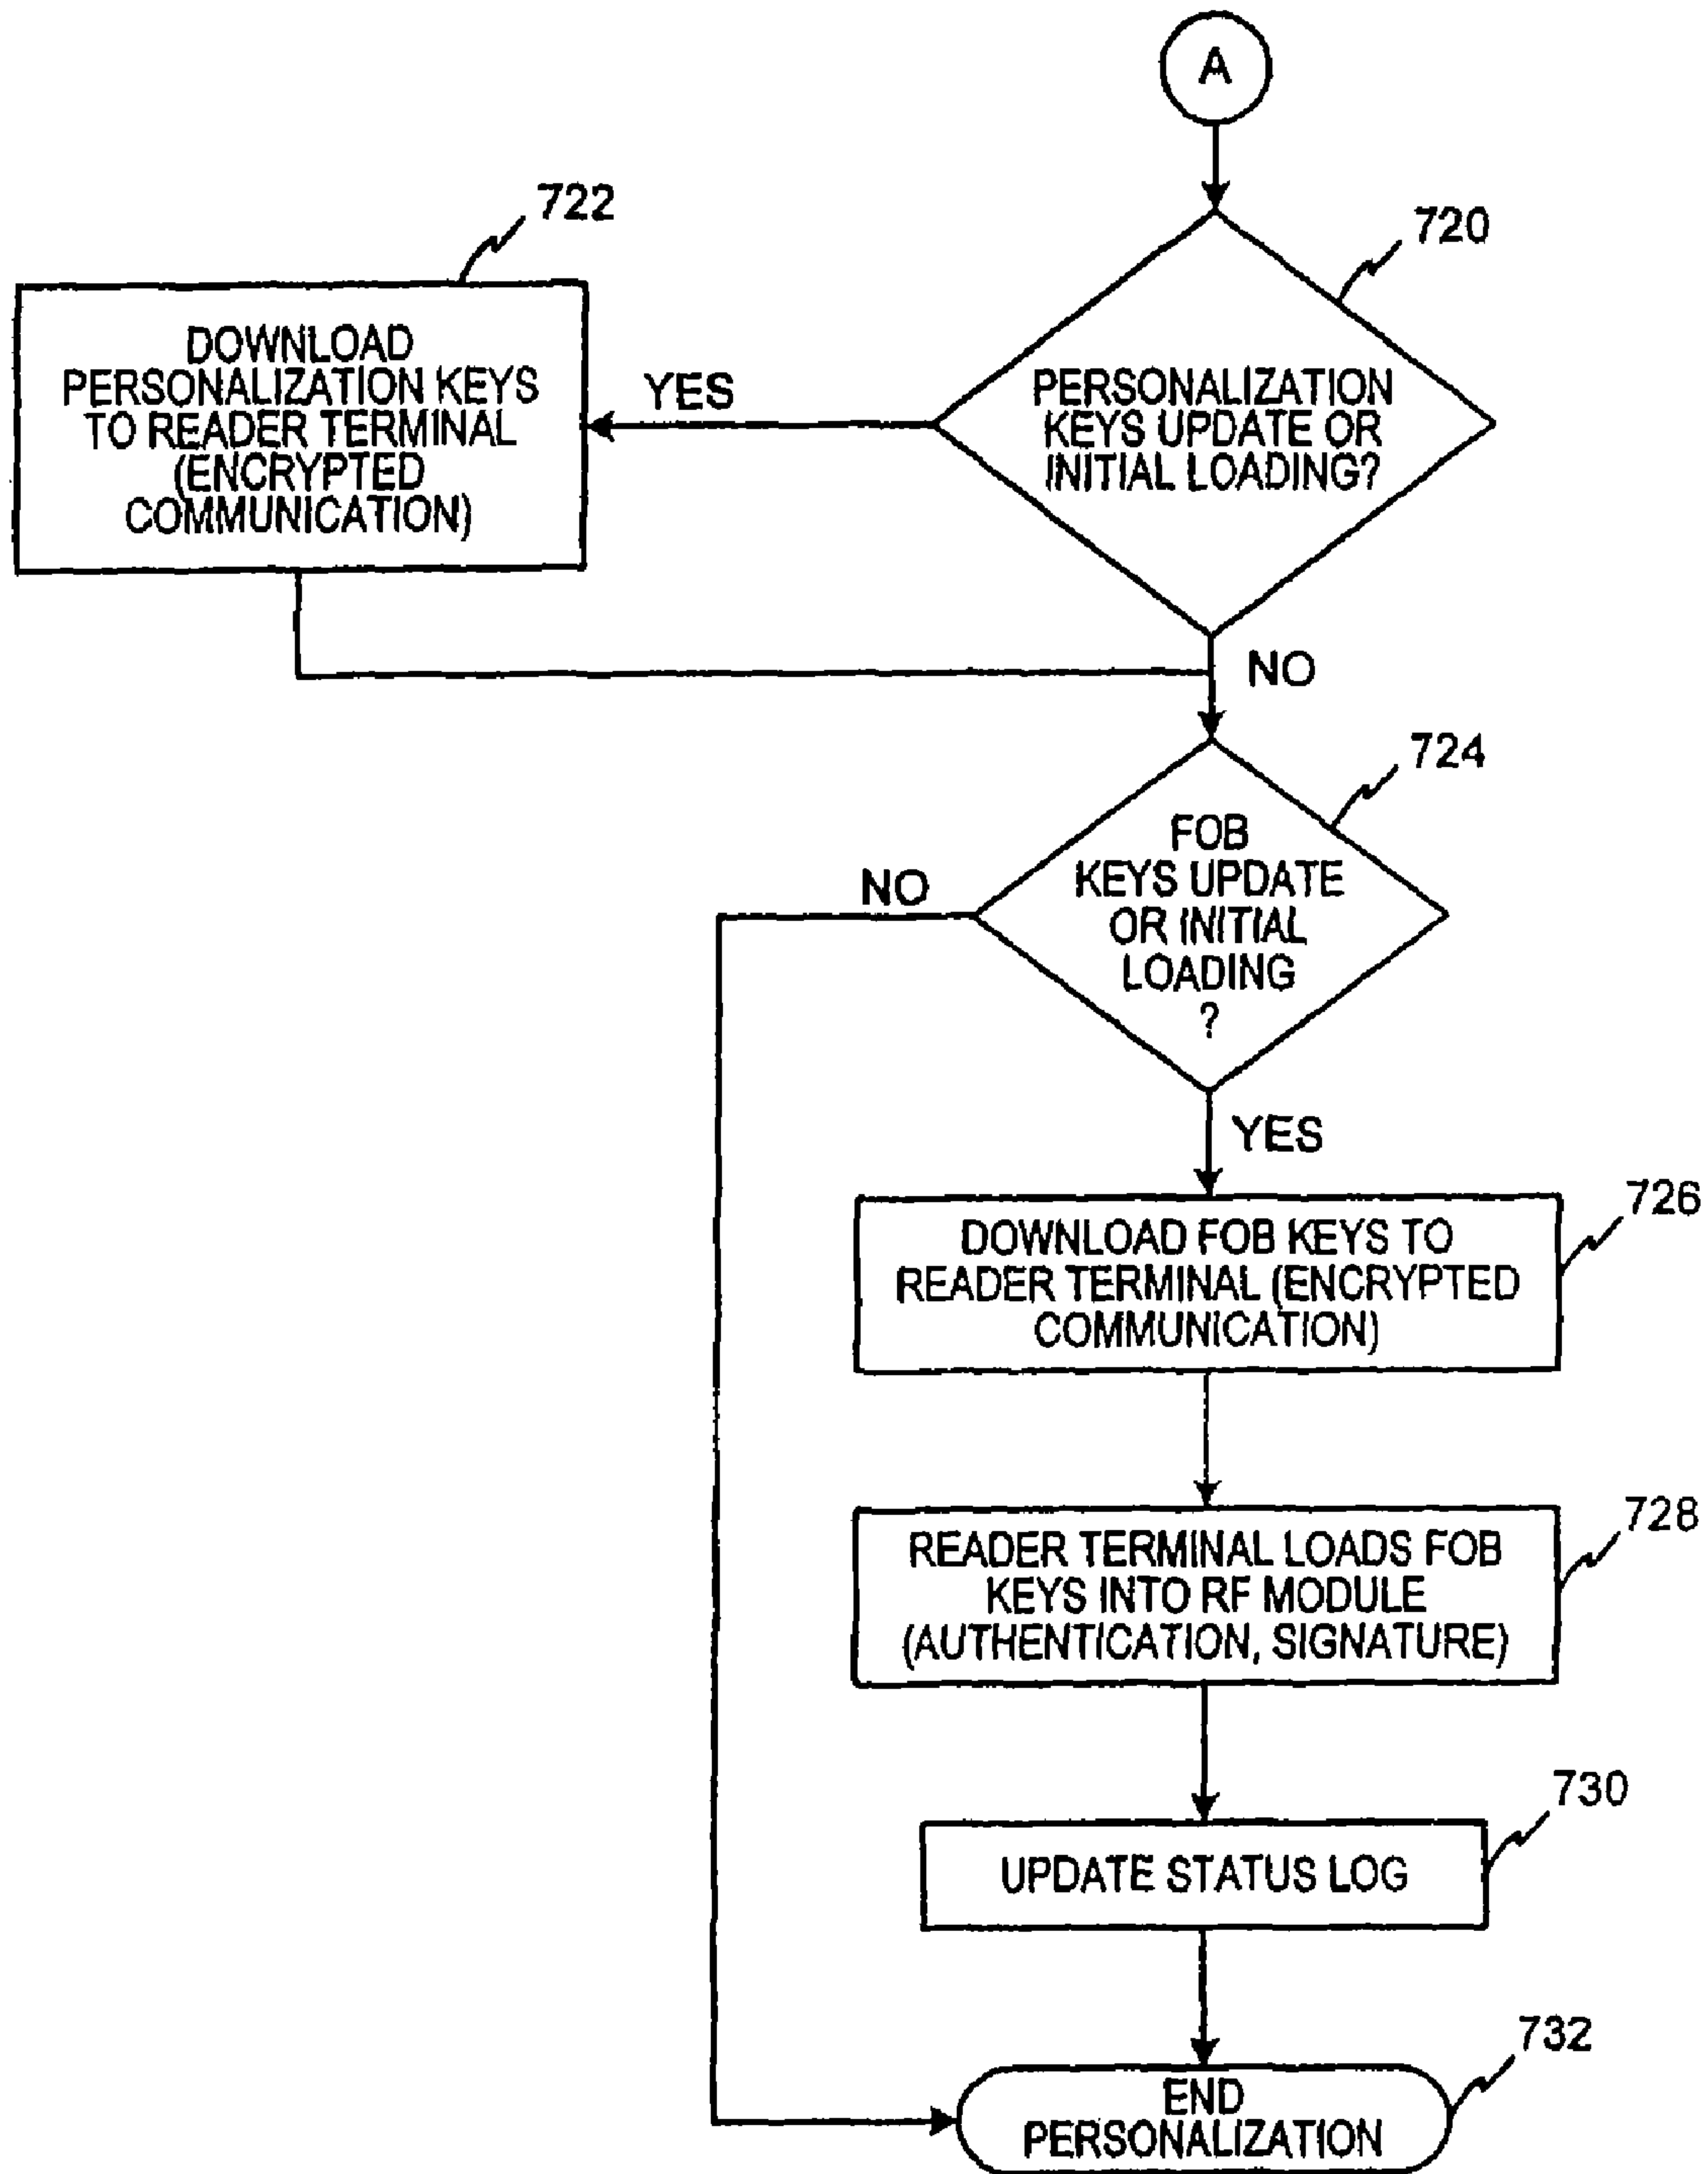 A
720
PERSONALIZATION
KEYS UPDATE OR
INITIAL LOADING?
722
DOWNLOAD
PERSONALIZATION KEYS
TO READER TERMINAL
(ENCRYPTED
COMMUNICATION)
YES
NO
724
FOB
KEYS UPDATE
OR INITIAL
LOADING
?
NO
YES
726
DOWNLOAD FOB KEYS TO
READER TERMINAL (ENCRYPTED
COMMUNICATION)
728
READER TERMINAL LOADS FOB
KEYS INTO RF MODULE
(AUTHENTICATION, SIGNATURE)
730
UPDATE STATUS LOG
732
END
PERSONALIZATION